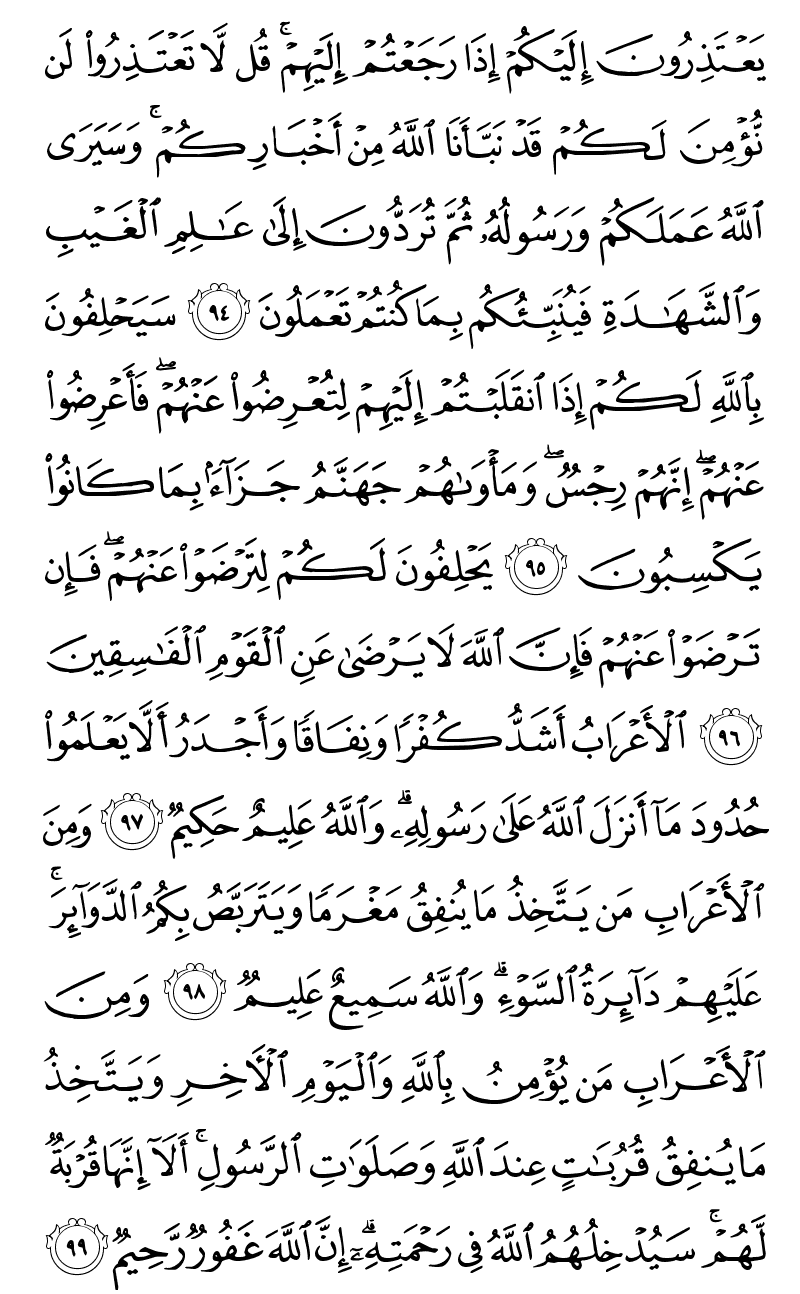 يَعۡتَذِرُونَ إِلَيۡكُمۡ إِذَا رَجَعۡتُمۡ إِلَيۡهِمۡۚ قُل لَّا تَعۡتَذِرُواْ لَن
نُّؤۡمِنَ لَكُمۡ قَدۡ نَبَّأَنَا ٱللَّهُ مِنۡ أَخۡبَارِكُمۡۚ وَسَيَرَى
ٱللَّهُ عَمَلَكُمۡ وَرَسُولُهُۥ ثُمَّ تُرَدُّونَ إِلَىٰ عَٰلِمِ ٱلۡغَيۡبِ
وَٱلشَّهَٰدَةِ فَيُنَبِّئُكُم بِمَا كُنتُمۡ تَعۡمَلُونَ ٩٤ سَيَحۡلِفُونَ
بِٱللَّهِ لَكُمۡ إِذَا ٱنقَلَبۡتُمۡ إِلَيۡهِمۡ لِتُعۡرِضُواْ عَنۡهُمۡۖ فَأَعۡرِضُواْ
عَنۡهُمۡۖ إِنَّهُمۡ رِجۡسٞۖ وَمَأۡوَىٰهُمۡ جَهَنَّمُ جَزَآءَۢ بِمَا كَانُواْ
يَكۡسِبُونَ ٩٥ يَحۡلِفُونَ لَكُمۡ لِتَرۡضَوۡاْ عَنۡهُمۡۖ فَإِن
تَرۡضَوۡاْ عَنۡهُمۡ فَإِنَّ ٱللَّهَ لَا يَرۡضَىٰ عَنِ ٱلۡقَوۡمِ ٱلۡفَٰسِقِينَ
٩٦ ٱلۡأَعۡرَابُ أَشَدُّ كُفۡرٗا وَنِفَاقٗا وَأَجۡدَرُ أَلَّا يَعۡلَمُواْ
حُدُودَ مَآ أَنزَلَ ٱللَّهُ عَلَىٰ رَسُولِهِۦۗ وَٱللَّهُ عَلِيمٌ حَكِيمٞ ٩٧ وَمِنَ
ٱلۡأَعۡرَابِ مَن يَتَّخِذُ مَا يُنفِقُ مَغۡرَمٗا وَيَتَرَبَّصُ بِكُمُ ٱلدَّوَآئِرَۚ
عَلَيۡهِمۡ دَآئِرَةُ ٱلسَّوۡءِۗ وَٱللَّهُ سَمِيعٌ عَلِيمٞ ٩٨ وَمِنَ
ٱلۡأَعۡرَابِ مَن يُؤۡمِنُ بِٱللَّهِ وَٱلۡيَوۡمِ ٱلۡأٓخِرِ وَيَتَّخِذُ
مَا يُنفِقُ قُرُبَٰتٍ عِندَ ٱللَّهِ وَصَلَوَٰتِ ٱلرَّسُولِۚ أَلَآ إِنَّهَا قُرۡبَةٞ
لَّهُمۡۚ سَيُدۡخِلُهُمُ ٱللَّهُ فِي رَحۡمَتِهِۦٓۗ إِنَّ ٱللَّهَ غَفُورٞ رَّحِيمٞ ٩٩